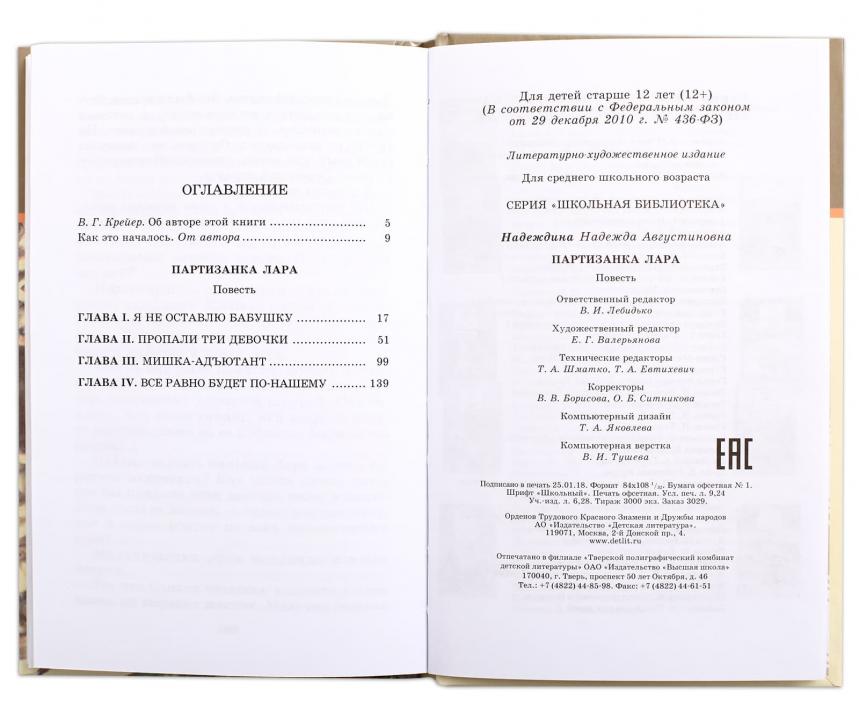 ОГЛАВЛЕНИЕ
В. Г. Крейер. Об авторе этой книги ........................ 5
Как это началось. От автора .............................. 9
ПАРТИЗАНКА ЛАРА
Повесть
ГЛАВА I. Я НЕ ОСТАВЛЮ БАБУШКУ ................. 17
ГЛАВА II. ПРОПАЛИ ТРИ ДЕВОЧКИ ................. 51
ГЛАВА III. МИШКА-АДЪЮТАНТ ....................... 99
ГЛАВА IV. ВСЕ РАВНО БУДЕТ ПО-НАШЕМУ ......... 139
Для детей старше 12 лет (12+)
(В соответствии с Федеральным законом
от 29 декабря 2010 г. № 436-ФЗ)
Литературно-художественное издание
Для среднего школьного возраста
СЕРИЯ «ШКОЛЬНАЯ БИБЛИОТЕКА»
Надеждина Надежда Августиновна
ПАРТИЗАНКА ЛАРА
Повесть
Ответственный редактор
В. И. Лебидько
Художественный редактор
Е. Г. Валерьянова
Технические редакторы
Т. А. Шматко, Т. А. Евтихевич
Корректоры
В. В. Борисова, О. Б. Ситникова
Компьютерный дизайн
Т. А. Яковлева
Компьютерная верстка
В. И. Тушева
EAC
Подписано в печать 25.01.18. Формат 84х108 1/32. Бумага офсетная № 1.
Шрифт «Школьный». Печать офсетная. Усл. печ. л. 9,24
Уч.-изд. л. 6,28. Тираж 3000 экз. Заказ 3029.
Орденов Трудового Красного Знамени и Дружбы народов
АО «Издательство «Детская литература».
119071, Москва, 2-й Донской пр., 4.
www.detlit.ru
Отпечатано в филиале «Тверской полиграфический комбинат
детской литературы» ОАО «Издательство «Высшая школа»
170040, г. Тверь, проспект 50 лет Октября, д. 46
Тел.: +7 (4822) 44-85-98. Факс: +7 (4822) 44-61-51